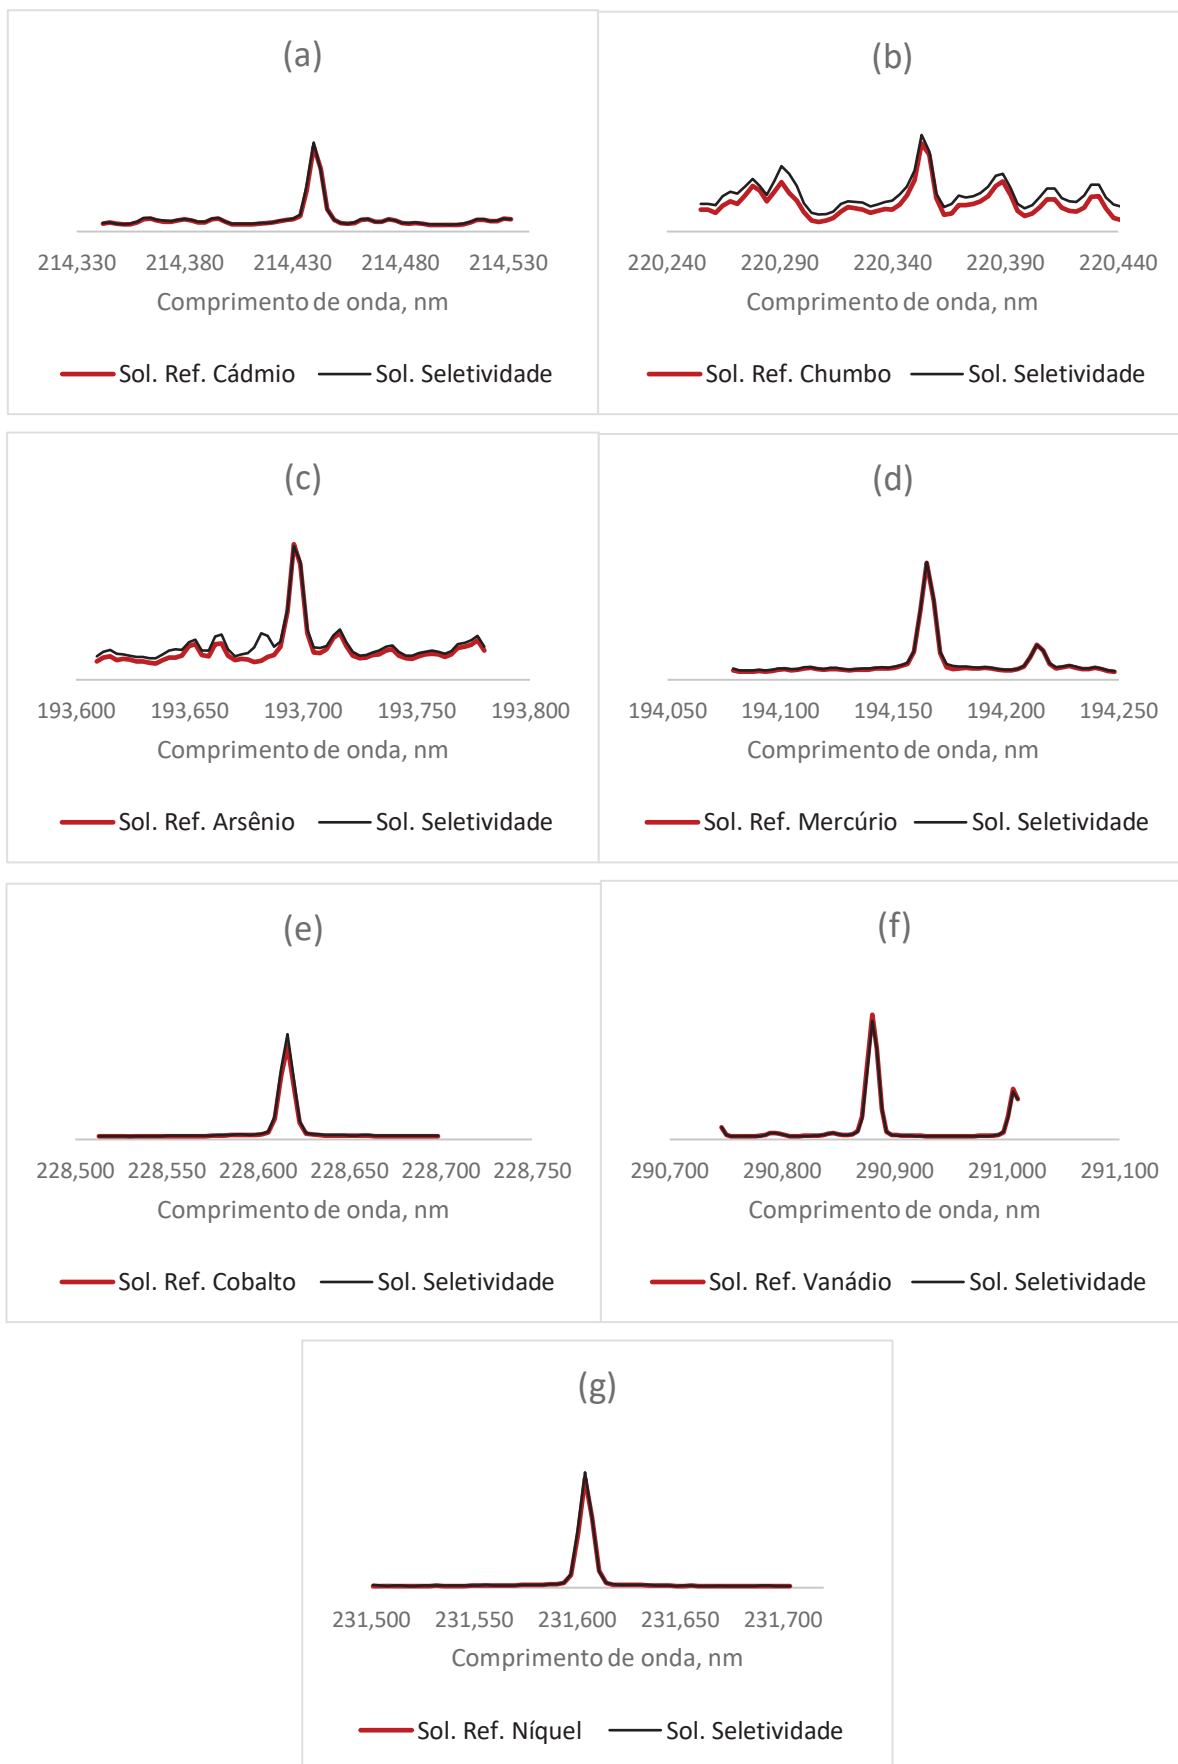 (a)
214,330 214,380 214,430 214,480 214,530
Comprimento de onda, nm
Sol. Ref. Cádmio Sol. Seletividade
(b)
220,240 220,290 220,340 220,390 220,440
Comprimento de onda, nm
Sol. Ref. Chumbo Sol. Seletividade
(c)
193,600 193,650 193,700 193,750 193,800
Comprimento de onda, nm
Sol. Ref. Arsênio Sol. Seletividade
(d)
194,050 194,100 194,150 194,200 194,250
Comprimento de onda, nm
Sol. Ref. Mercúrio Sol. Seletividade
(e)
228,500 228,550 228,600 228,650 228,700 228,750
Comprimento de onda, nm
Sol. Ref. Cobalto Sol. Seletividade
(f)
290,700 290,800 290,900 291,000 291,100
Comprimento de onda, nm
Sol. Ref. Vanádio Sol. Seletividade
(g)
231,500 231,550 231,600 231,650 231,700
Comprimento de onda, nm
Sol. Ref. Níquel Sol. Seletividade